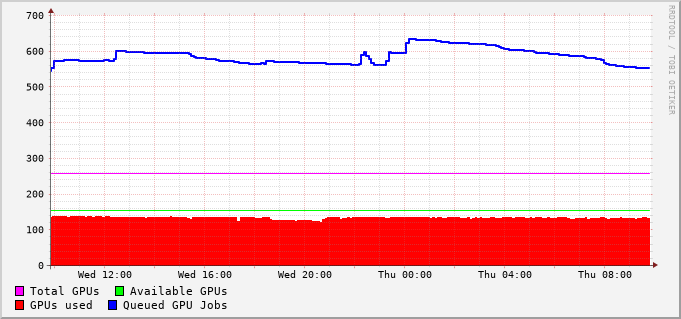 700
600
500
400
300
200
100
0
Wed 12:00 Wed 16:00 Wed 20:00 Thu 00:00 Thu 04:00 Thu 08:00
Total GPUs Available GPUs
GPUs used Queued GPU Jobs
RRDTOOL / TOBI OETIKER